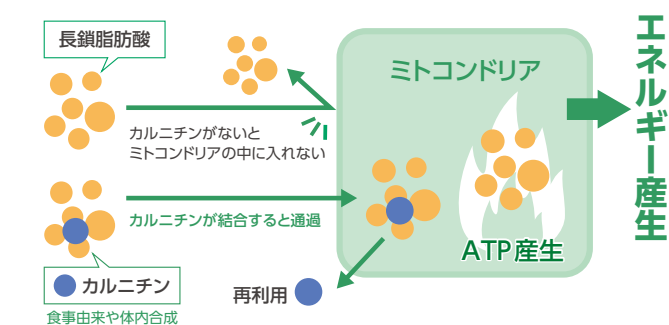 長鎖脂肪酸
カルニチンがないと
ミトコンドリアの中に入れない
カルニチンが結合すると通過
カルニチン
食事由来や体内合成
再利用
ミトコンドリア
ATP産生
エネルギー産生